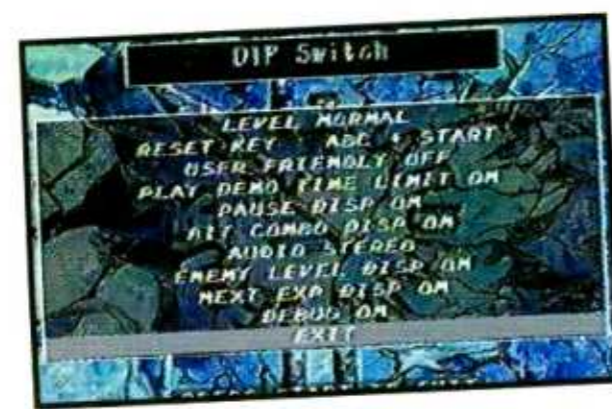 DIP Switch
LEVEL NORMAL
RESET KEY ABC + START
USER FRIENDLY OFF
PLAY DEMO TIME LIMIT ON
PAUSE DISP ON
HIT COMBO DISP ON
AUDIO STEREO
ENEMY LEVEL DISP ON
NEXT EXP DISP ON
DEBUG ON
EXIT